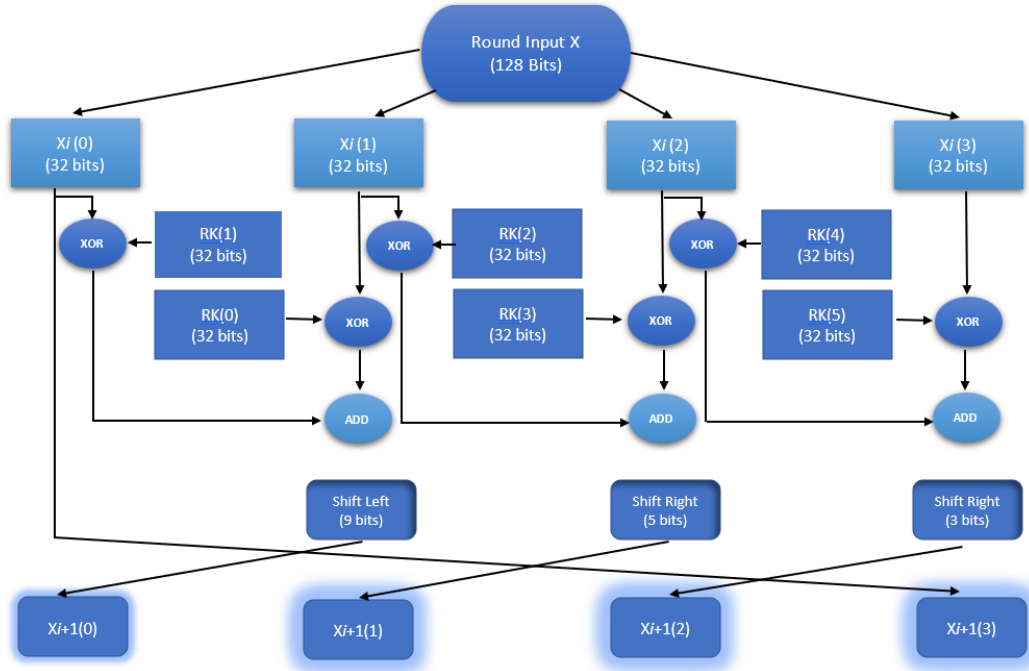 Round Input X
(128 Bits)
Xi (0)
(32 bits)
Xi (1)
(32 bits)
Xi (2)
(32 bits)
Xi (3)
(32 bits)
XOR
RK(1)
(32 bits)
XOR
RK(2)
(32 bits)
XOR
RK(4)
(32 bits)
RK(0)
(32 bits)
XOR
RK(3)
(32 bits)
XOR
RK(5)
(32 bits)
XOR
ADD
ADD
ADD
Shift Left
(9 bits)
Shift Right
(5 bits)
Shift Right
(3 bits)
Xi+1(0)
Xi+1(1)
Xi+1(2)
Xi+1(3)